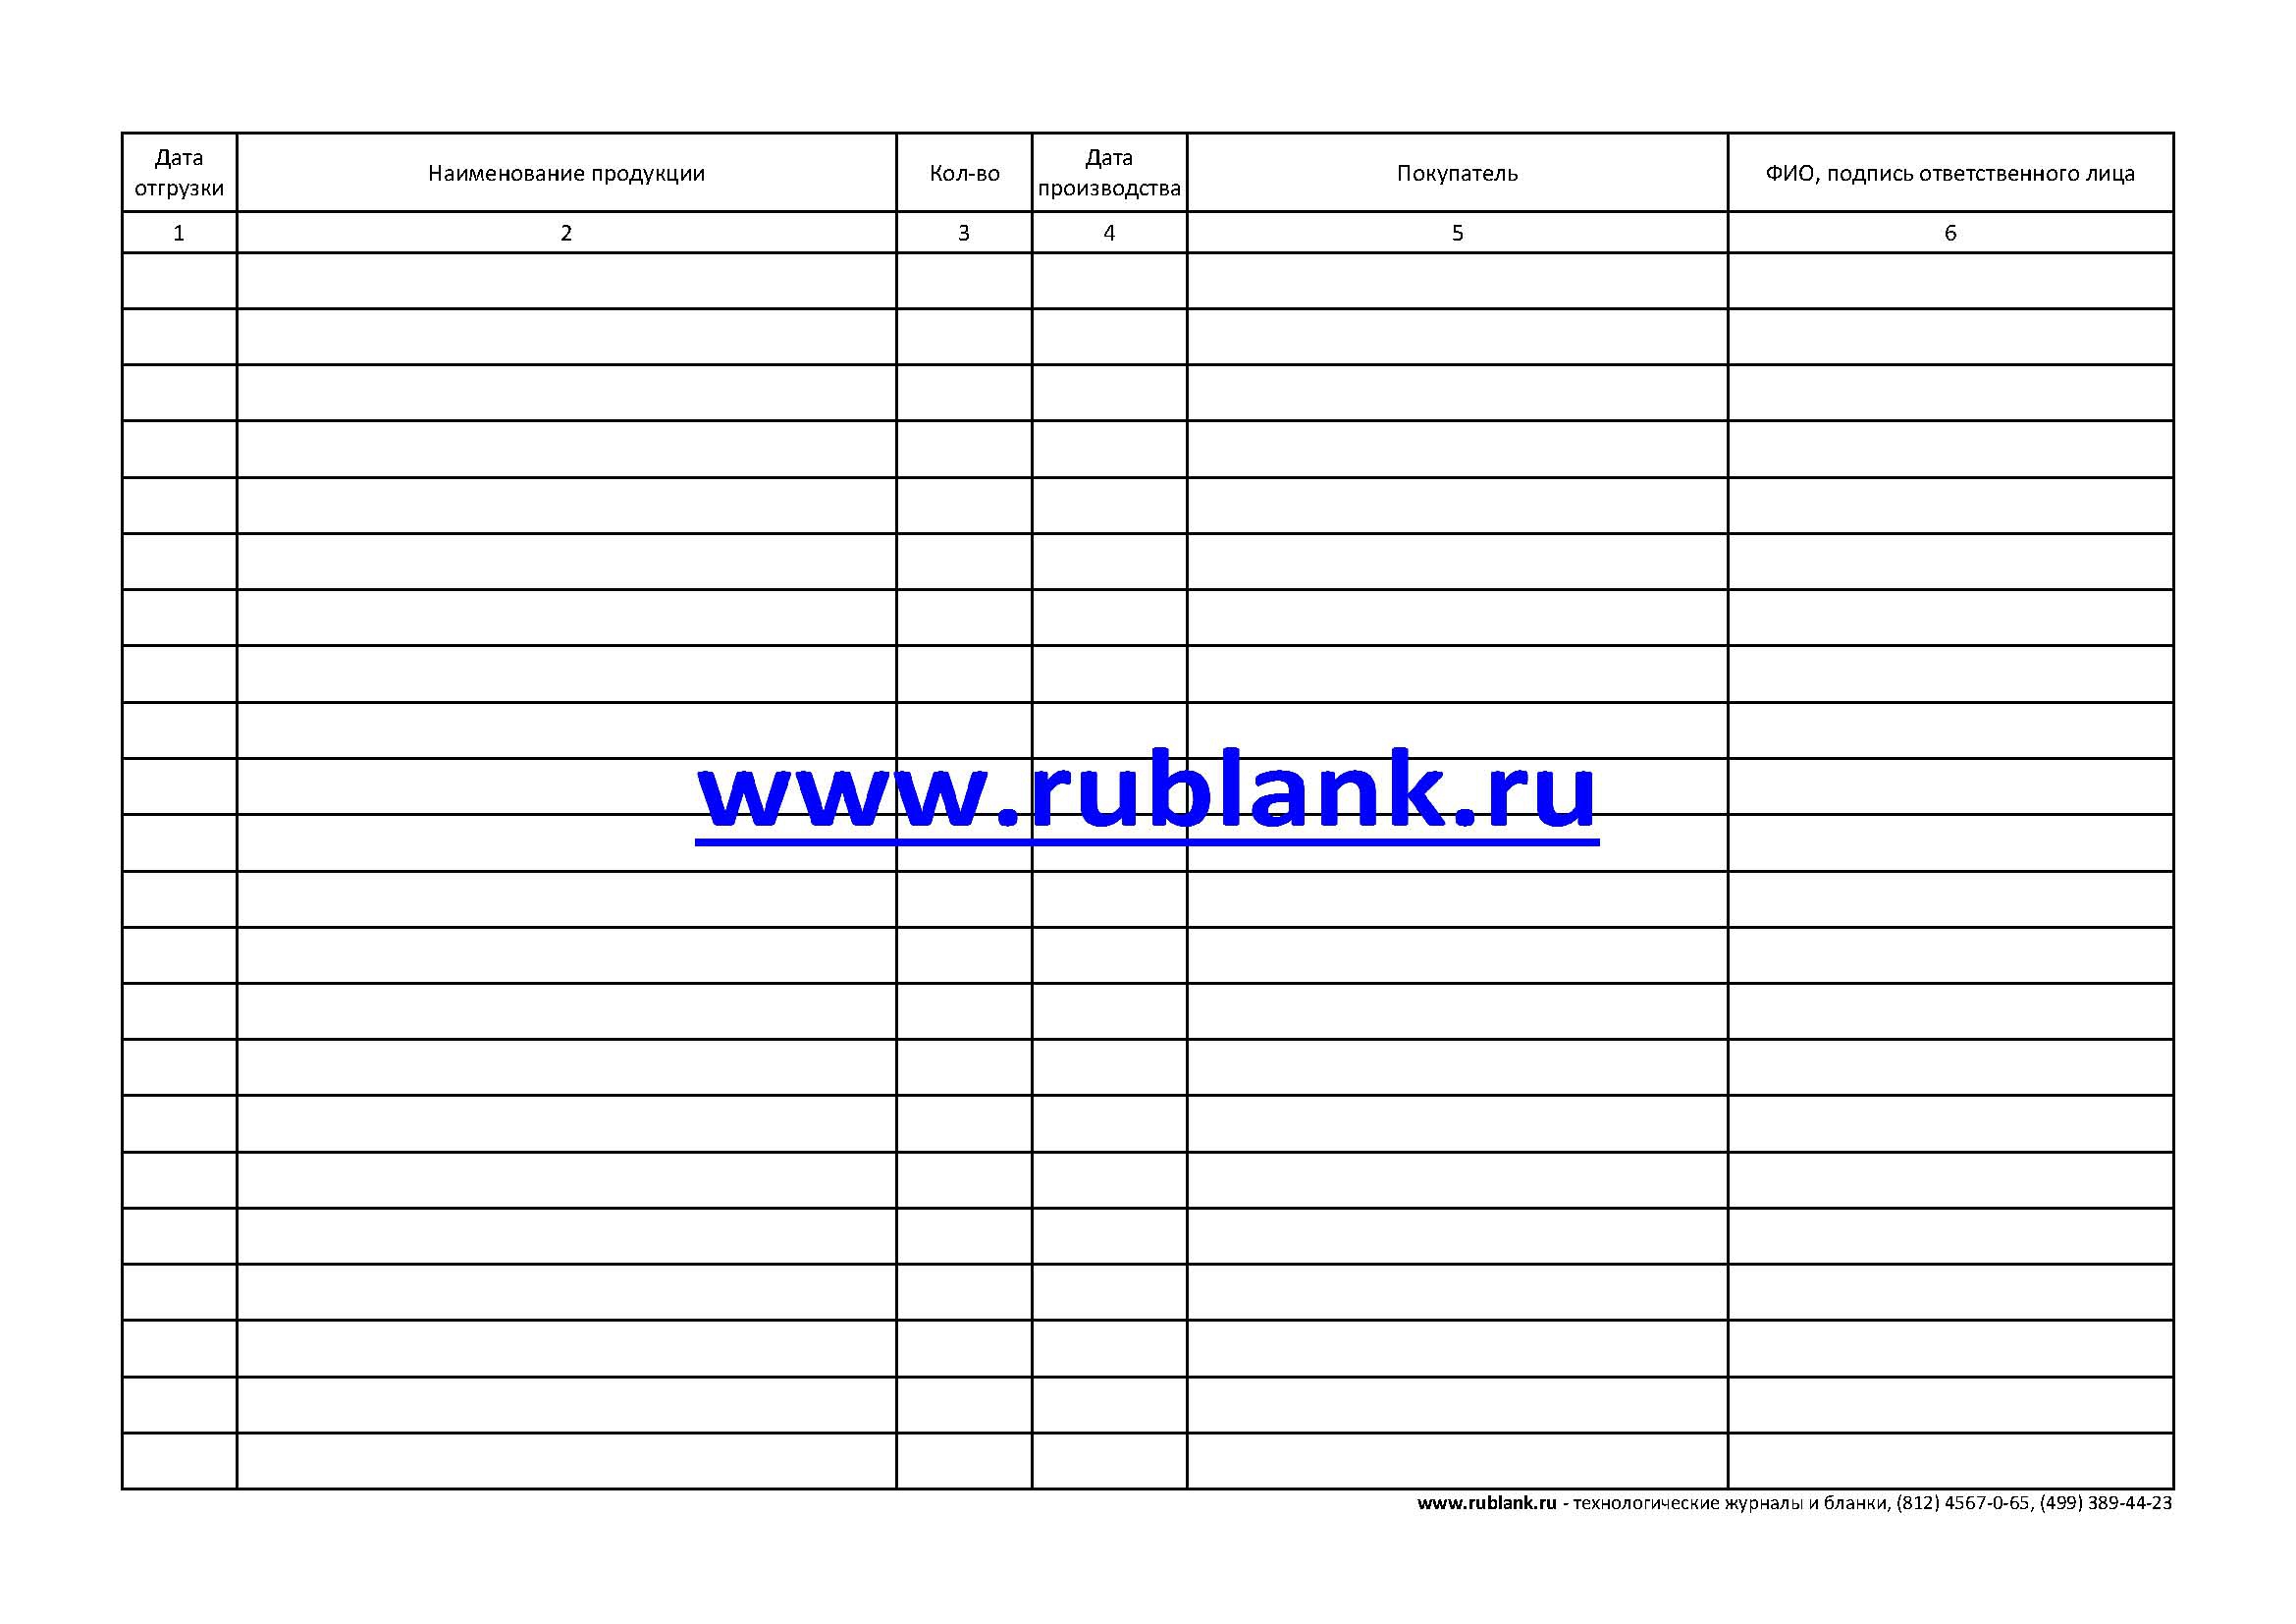 Дата
отгрузки
Наименование продукции
Кол-во
Дата
производства
Покупатель
ФИО, подпись ответственного лица
1
2
3
4
5
6
www.rublank.ru
www.rublank.ru - технологические журналы и бланки, (812) 4567-0-65, (499) 389-44-23